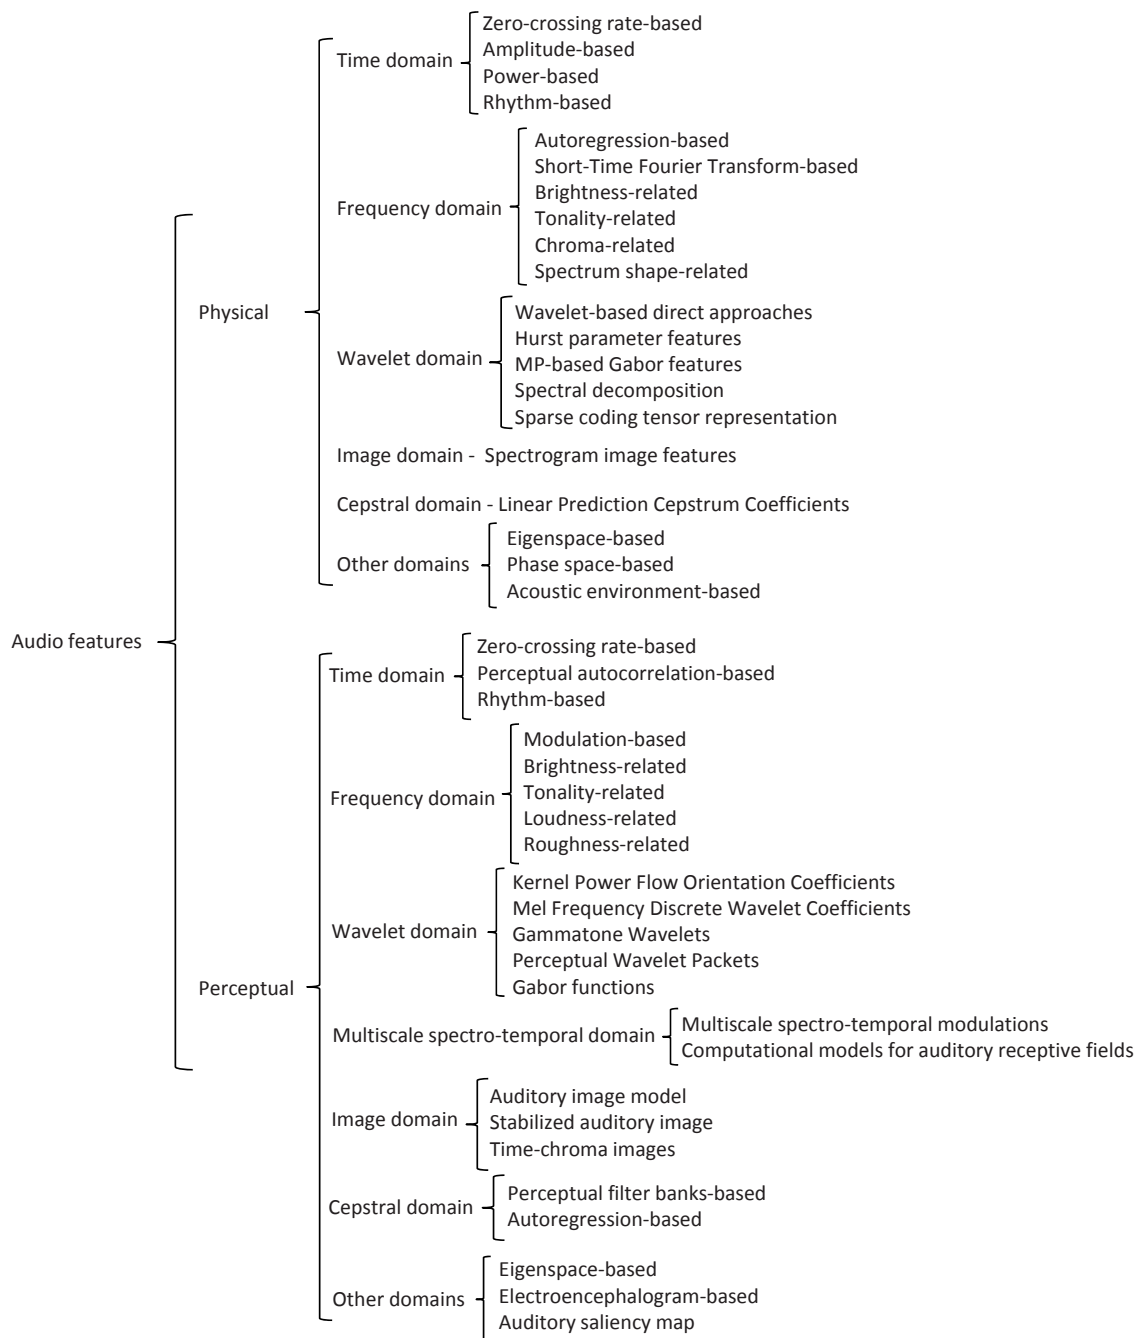 Audio features
Physical
Time domain
Zero-crossing rate-based
Amplitude-based
Power-based
Rhythm-based
Frequency domain
Autoregression-based
Short-Time Fourier Transform-based
Brightness-related
Tonality-related
Chroma-related
Spectrum shape-related
Wavelet domain
Wavelet-based direct approaches
Hurst parameter features
MP-based Gabor features
Spectral decomposition
Sparse coding tensor representation
Image domain - Spectrogram image features
Cepstral domain - Linear Prediction Cepstrum Coefficients
Other domains
Eigenspace-based
Phase space-based
Acoustic environment-based
Perceptual
Time domain
Zero-crossing rate-based
Perceptual autocorrelation-based
Rhythm-based
Frequency domain
Modulation-based
Brightness-related
Tonality-related
Loudness-related
Roughness-related
Wavelet domain
Kernel Power Flow Orientation Coefficients
Mel Frequency Discrete Wavelet Coefficients
Gammatone Wavelets
Perceptual Wavelet Packets
Gabor functions
Multiscale spectro-temporal domain
Multiscale spectro-temporal modulations
Computational models for auditory receptive fields
Image domain
Auditory image model
Stabilized auditory image
Time-chroma images
Cepstral domain
Perceptual filter banks-based
Autoregression-based
Other domains
Eigenspace-based
Electroencephalogram-based
Auditory saliency map